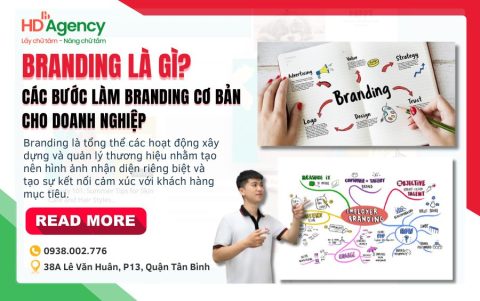 HD Agency
Lấy chữ tâm - Nâng chữ tầm
BRANDING LÀ GÌ?
CÁC BƯỚC LÀM BRANDING CƠ BẢN
CHO DOANH NGHIỆP
Branding là tổng thể các hoạt động xây
dựng và quản lý thương hiệu nhằm tạo
nên hình ảnh nhận diện riêng biệt và
tạo sự kết nối cảm xúc với khách hàng
mục tiêu.
READ MORE
0938.002.776
38A Lê Văn Huân, P13, Quận Tân Bình
Value
Strategy
Advertising
Branding
Logo
Design
Trust
MEASURE IT
OBJECTIVE
EMPLOYER
BRANDING
ENGAGE